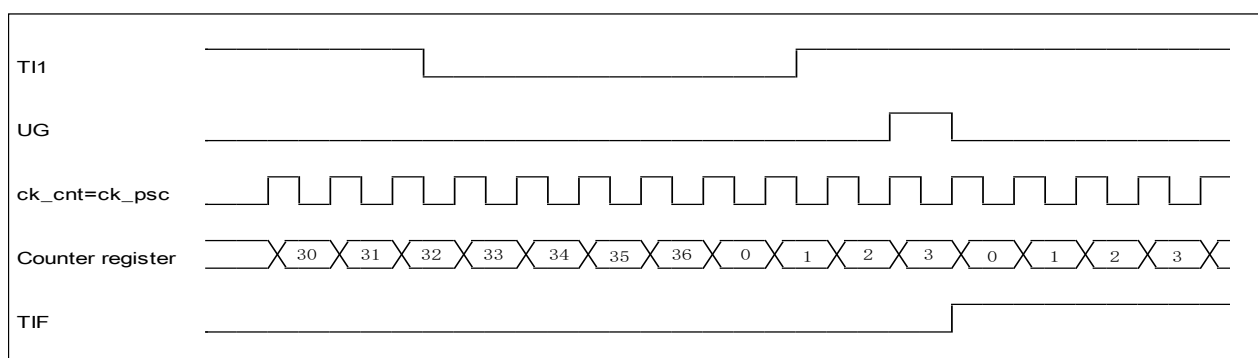 TI1
UG
ck_cnt=ck_psc
Counter register 30 31 32 33 34 35 36 0 1 2 3 0 1 2 3
TIF